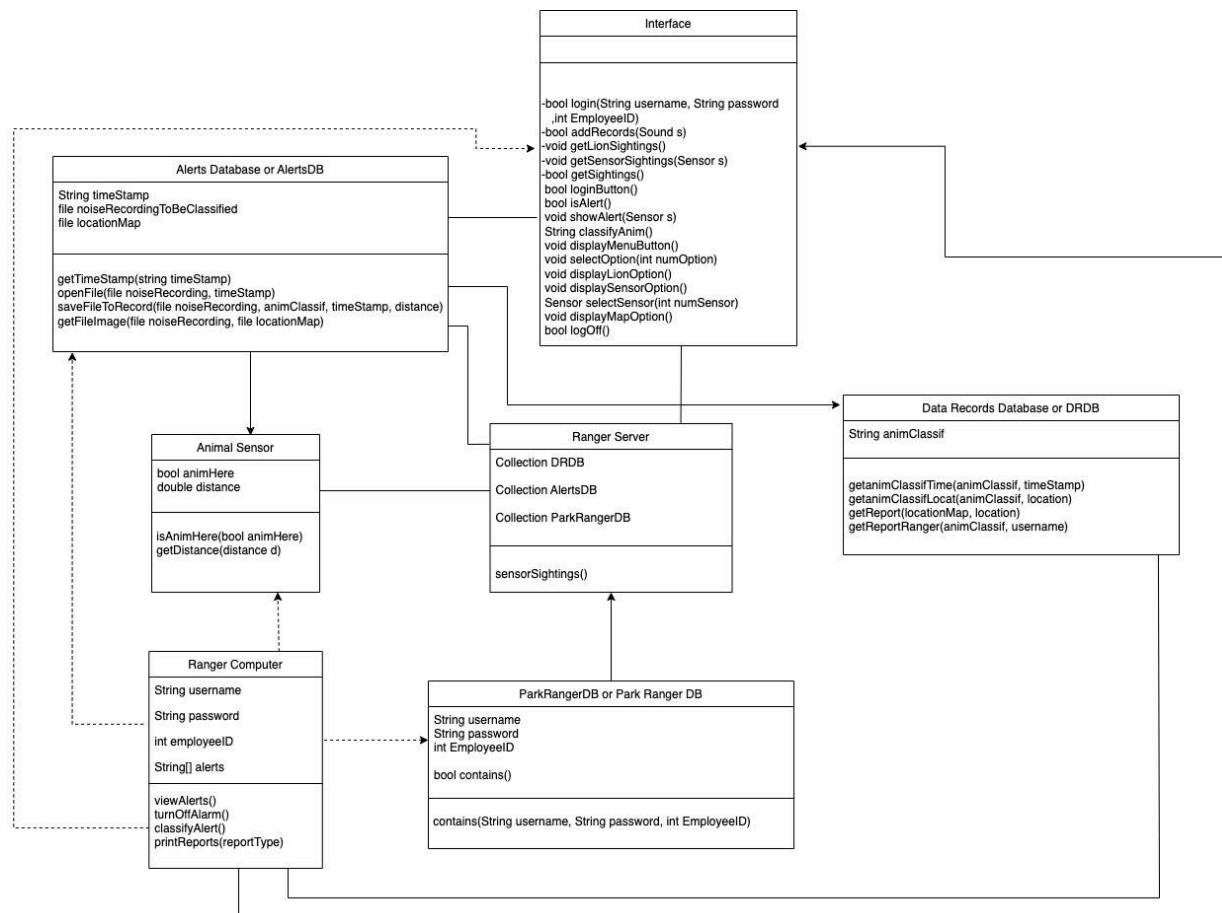 Interface
-bool login(String username, String password
,int EmployeeID)
-bool addRecords(Sound s)
-void getLionSightings()
-void getSensorSightings(Sensor s)
-bool getSightings()
bool loginButton()
bool isAlert()
void showAlert(Sensor s)
String classifyAnim()
void displayMenuButton()
void selectOption(int numOption)
void displayLionOption()
void displaySensorOption()
Sensor selectSensor(int numSensor)
void displayMapOption()
bool logOff()
Alerts Database or AlertsDB
String timeStamp
file noiseRecordingToBeClassified
file locationMap
getTimeStamp(string timeStamp)
openFile(file noiseRecording, timeStamp)
saveFileToRecord(file noiseRecording, animClassif, timeStamp, distance)
getFileImage(file noiseRecording, file locationMap)
Data Records Database or DRDB
String animClassif
getanimClassifTime(animClassif, timeStamp)
getanimClassifLocat(animClassif, location)
getReport(locationMap, location)
getReportRanger(animClassif, username)
Animal Sensor
bool animHere
double distance
isAnimHere(bool animHere)
getDistance(distance d)
Ranger Server
Collection DRDB
Collection AlertsDB
Collection ParkRangerDB
sensorSightings()
Ranger Computer
String username
String password
int employeeID
String[] alerts
viewAlerts()
turnOffAlarm()
classifyAlert()
printReports(reportType)
ParkRangerDB or Park Ranger DB
String username
String password
int EmployeeID
bool contains()
contains(String username, String password, int EmployeeID)